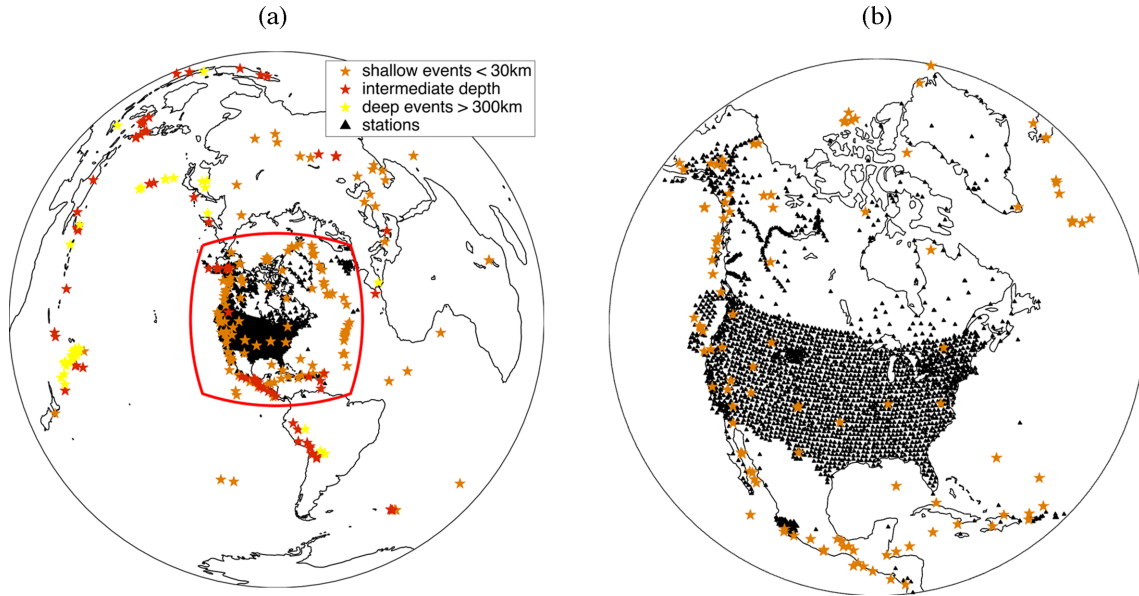 (a)
(b)
shallow events < 30km
intermediate depth
deep events > 300km
stations